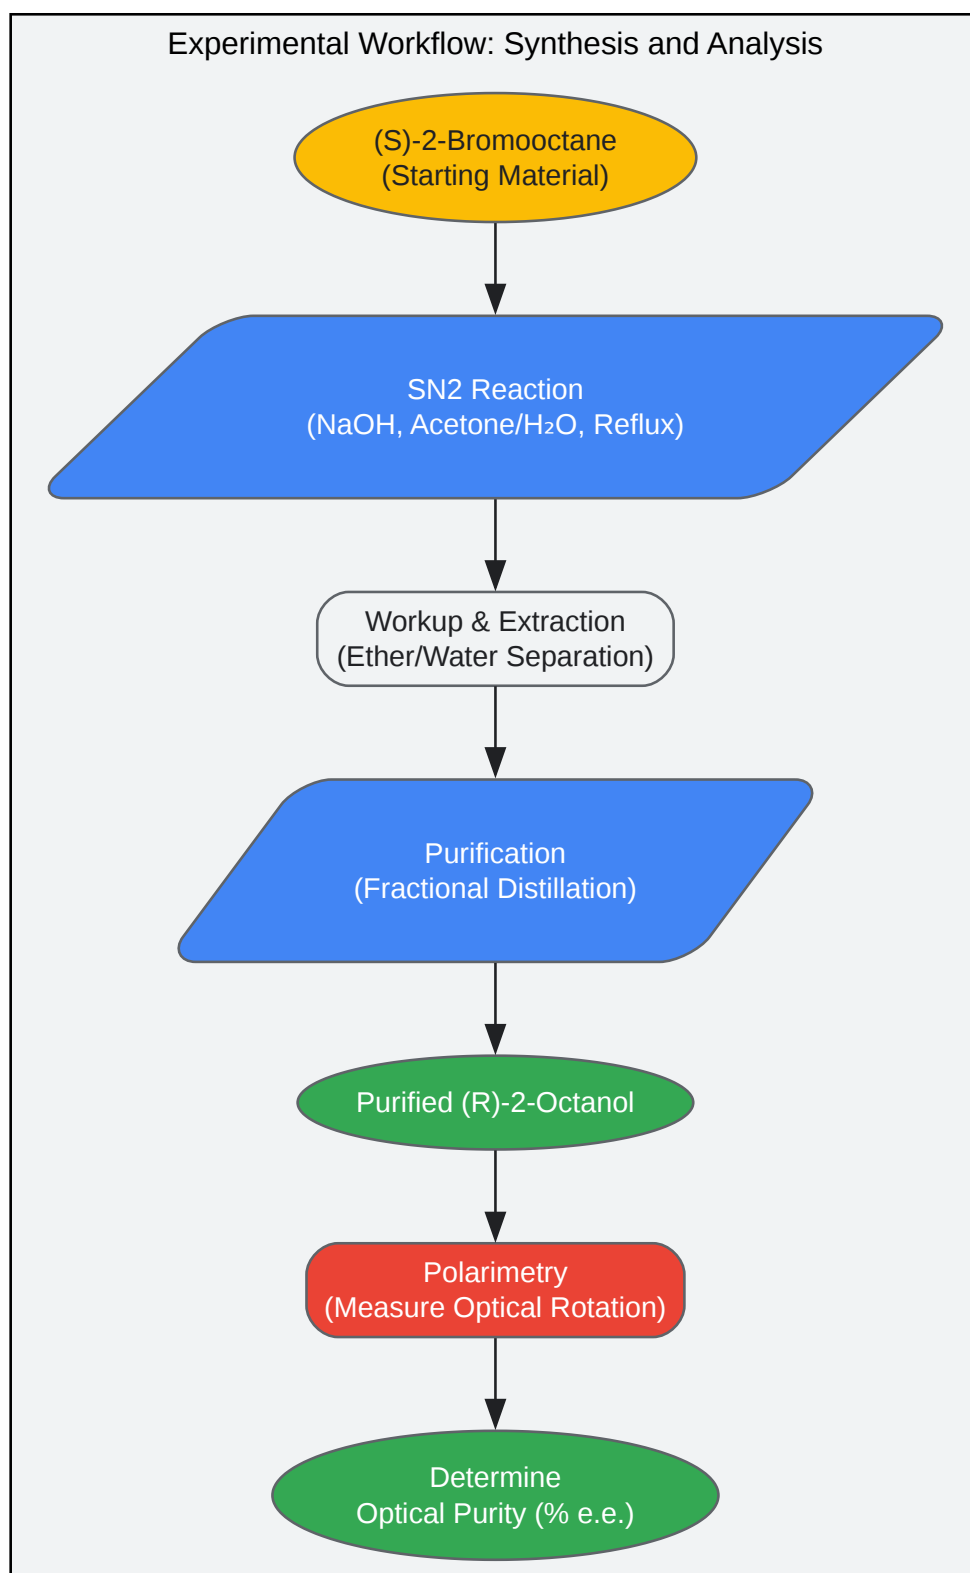 Experimental Workflow: Synthesis and Analysis
(S)-2-Bromooctane
(Starting Material)
SN2 Reaction
(NaOH, Acetone/H₂O, Reflux)
Workup & Extraction
(Ether/Water Separation)
Purification
(Fractional Distillation)
Purified (R)-2-Octanol
Polarimetry
(Measure Optical Rotation)
Determine
Optical Purity (% e.e.)